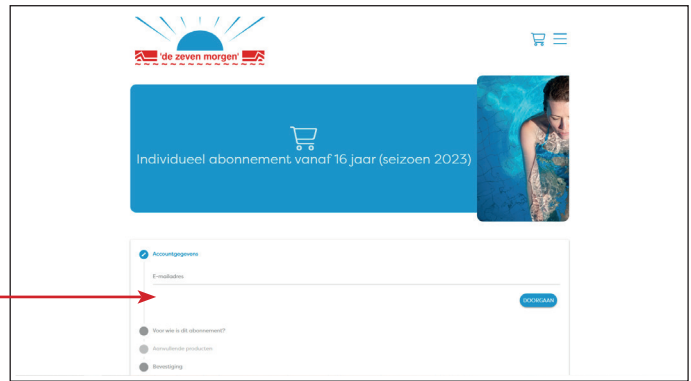 'de zeven morgen'
Individueel abonnement vanaf 16 jaar (seizoen 2023)
Accountgegevens
E-mailadres
DOORGAAN
Voor wie is dit abonnement?
Aanvullende producten
Bevestiging